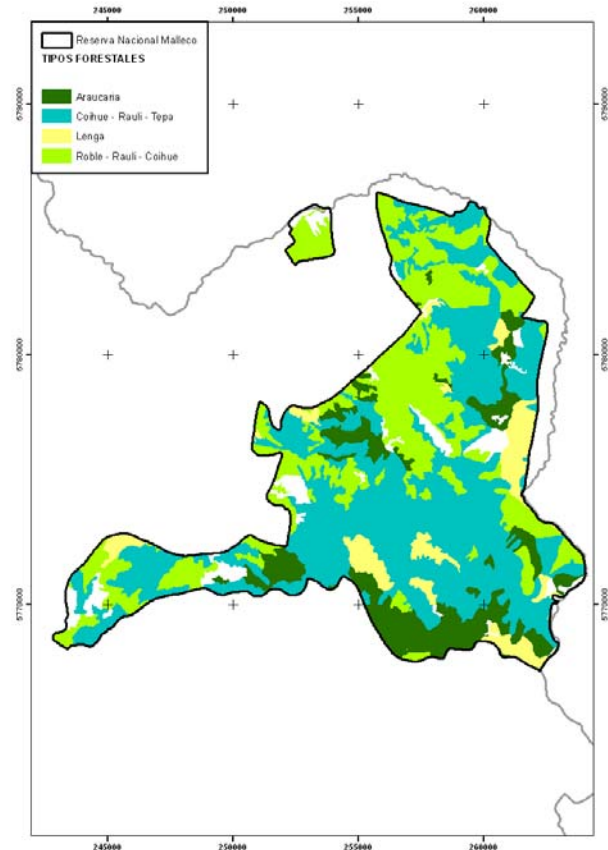 245000 250000 255000 260000
Reserva Nacional Malleco
TIPOS FORESTALES
Araucaria
Coihue - Rauli - Tepa
Lenga
Roble - Rauli - Coihue
5790000 5790000
5780000 5780000
5770000 5770000
245000 250000 255000 260000